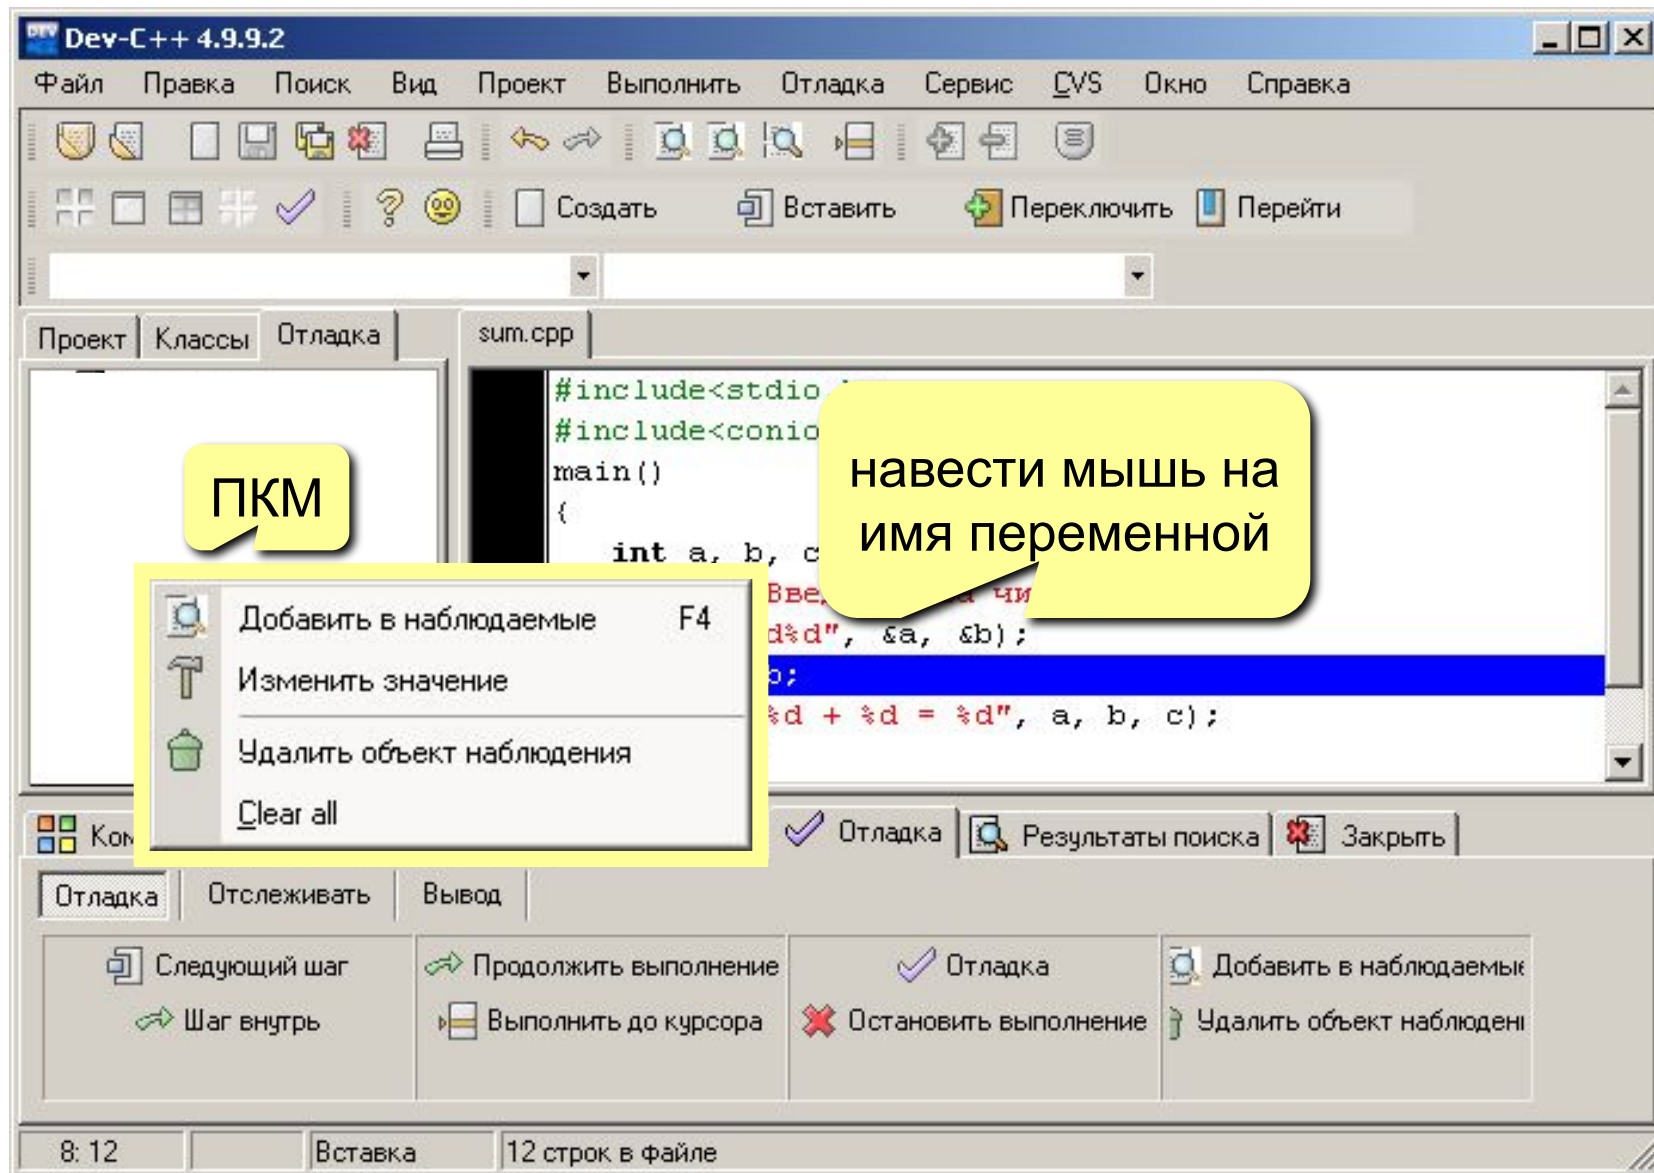 Dev-C++ 4.9.9.2
Файл Правка Поиск Вид Проект Выполнить Отладка Сервис CVS Окно Справка
Создать Вставить Переключить Перейти
Проект Классы Отладка sum.cpp
#include<stdio
#include<conio
main()
{
int a, b, c
ПКМ
навести мышь на
имя переменной
d%d", &a, &b);
b;
%d + %d = %d", a, b, c);
Добавить в наблюдаемые F4
Изменить значение
Удалить объект наблюдения
Clear all
Отладка Результаты поиска Закрыть
Отладка Отслеживать Вывод
Следующий шаг Продолжить выполнение Отладка Добавить в наблюдаемые
Шаг внутрь Выполнить до курсора Остановить выполнение Удалить объект наблюден
8: 12 Вставка 12 строк в файле